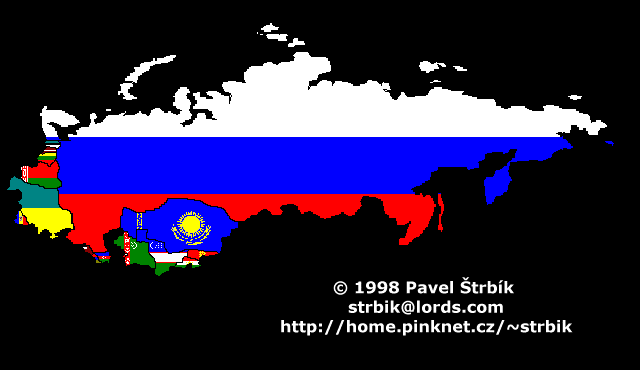 © 1998 Pavel Štrbík
strbik@lords.com
http://home.pinknet.cz/~strbik